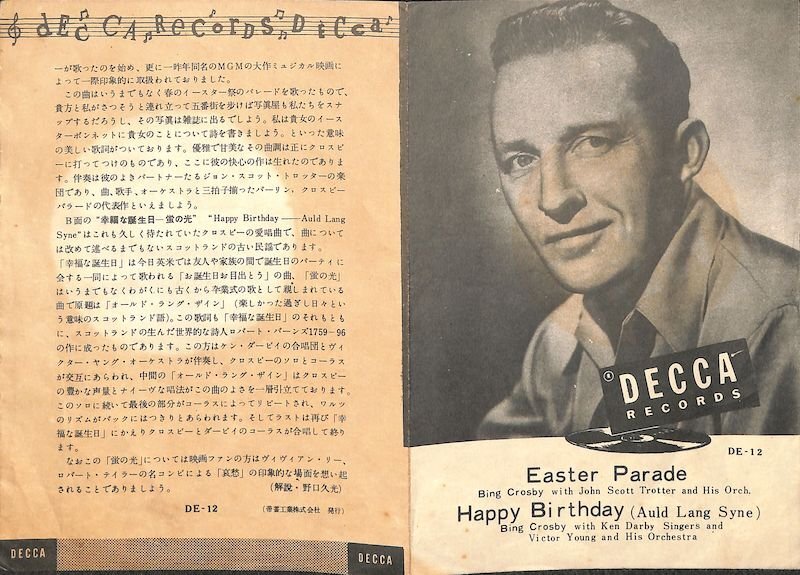 DECCA RECORDS DECCA
ーが歌ったのを始め、更に一昨年同名のMGMの大作ミュジカル映画に
よって一際印象的に取扱われておりました。
この曲はいうまでもなく春のイースター祭のパレードを歌ったもので、
貴方と私がさつそうと連れ立って五番街を歩けば写眞屋も私たちをスナ
ップするだろうし、その写眞は雑誌に出るでしよう。私は貴女のイース
ターボンネットに貴女のことについて詩を書きましよう。といった意味
の美しい歌詞がついております。優雅で甘美なその曲調は正にクロスビ
ーに打ってつけのものであり、ここに彼の快心の作は生れたのでありま
す。伴奏は彼のよきパートナーたるジョン・スコット・トロッターの楽
団であり、曲、歌手、オーケストラと三拍子揃ったバーリン、クロスビー
バラードの代表作といえましよう。
B面の“幸福な誕生日—蛍の光” “Happy Birthday——Auld Lang
Syne”はこれも久しく待たれていたクロスビーの愛唱曲で、曲について
は改めて述べるまでもないスコットランドの古い民謡であります。
「幸福な誕生日」は今日英米では友人や家族の間で誕生日のパーティに
会する一同によって歌われる「お誕生日お目出とう」の曲、「蛍の光」
はいうまでもなくわがくにも古くから卒業式の歌として親しまれている
曲で原題は「オールド・ラング・ザイン」（楽しかった過ぎし日々とい
う意味のスコットランド語）。この歌詞も「幸福な誕生日」のそれもとも
に、スコットランドの生んだ世界的な詩人ロバート・バーンズ1759-96
の作に成ったものであります。この方はケン・ダービイの合唱団とヴィ
クター・ヤング・オーケストラが伴奏し、クロスビーのソロとコーラス
が交互にあらわれ、中間の「オールド・ラング・ザイン」はクロスビー
の豊かな声量とナイーヴな唱法がこの曲のよさを一層引立てております。
このソロに続いて最後の部分がコーラスによってリピートされ、ワルツ
のリズムがバックにはつきりとあらわれます。そしてラストは再び「幸
福な誕生日」にかえりクロスビーとダービイのコーラスが合唱して終り
ます。
なおこの「蛍の光」については映画ファンの方はヴィヴィアン・リー、
ロバート・テイラーの名コンビによる「哀愁」の印象的な場面を想い起
されることでありましよう。 （解説・野口久光）
DE-12 （帝蓄工業株式会社 発行）
DECCA
DECCA
DECCA
RECORDS
DE-12
Easter Parade
Bing Crosby with John Scott Trotter and His Orch.
Happy Birthday (Auld Lang Syne)
Bing Crosby with Ken Darby Singers and
Victor Young and His Orchestra